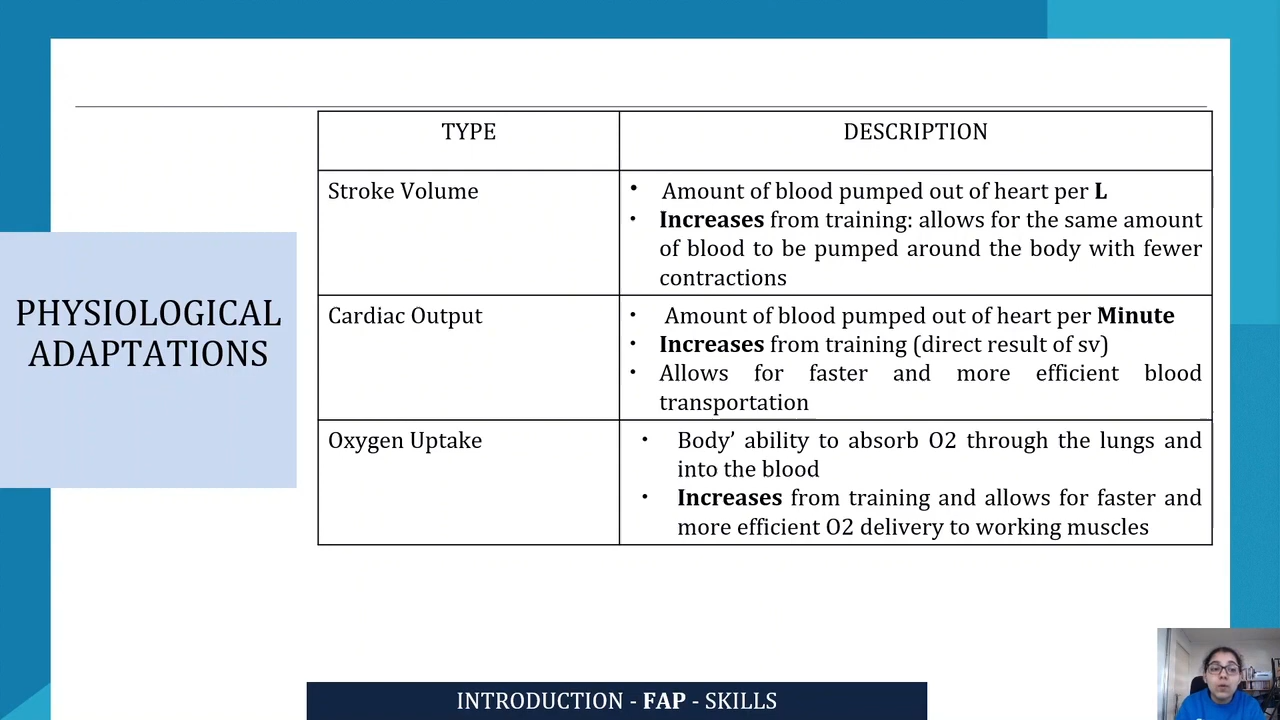 TYPE
DESCRIPTION
Stroke Volume
• Amount of blood pumped out of heart per L
• Increases from training: allows for the same amount
of blood to be pumped around the body with fewer
contractions
Cardiac Output
• Amount of blood pumped out of heart per Minute
• Increases from training (direct result of sv)
• Allows for faster and more efficient blood
transportation
Oxygen Uptake
• Body’ ability to absorb O2 through the lungs and
into the blood
• Increases from training and allows for faster and
more efficient O2 delivery to working muscles
PHYSIOLOGICAL
ADAPTATIONS
INTRODUCTION - FAP - SKILLS